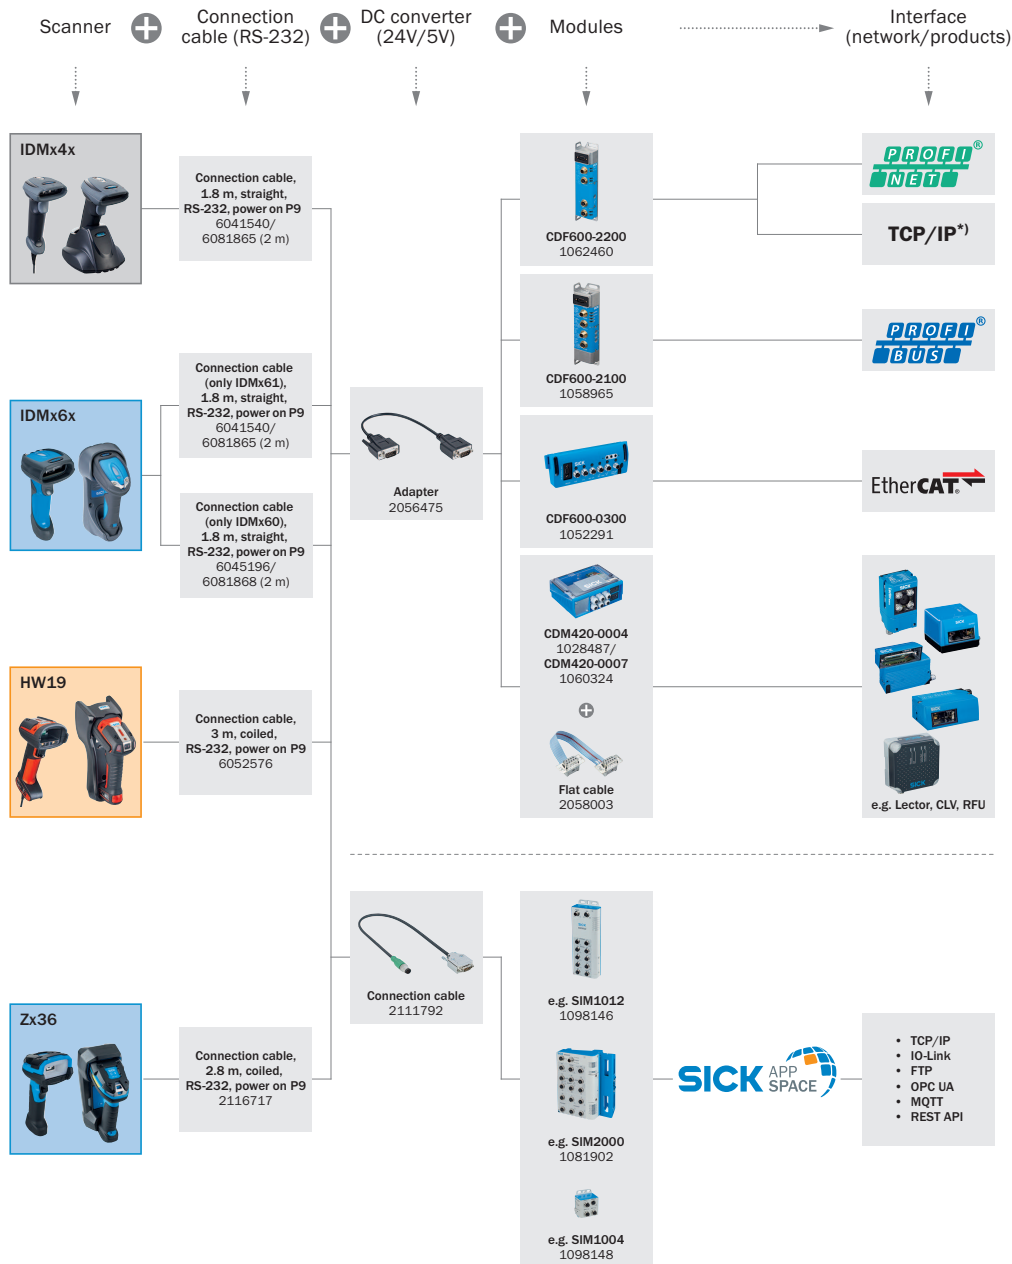 Scanner
Connection
cable (RS-232)
DC converter
(24V/5V)
Modules
Interface
(network/products)
IDMx4x
Connection cable,
1.8 m, straight,
RS-232, power on P9
6041540/
6081865 (2 m)
CDF600-2200
1062460
PROFI®
NET
TCP/IP*)
IDMx6x
Connection cable
(only IDMx61),
1.8 m, straight,
RS-232, power on P9
6041540/
6081865 (2 m)
Connection cable
(only IDMx60),
1.8 m, straight,
RS-232, power on P9
6045196/
6081868 (2 m)
Adapter
2056475
CDF600-2100
1058965
PROFI®
BUS
SICK
CDF600-0300
1052291
EtherCAT®
SICK
CDM420-0004
1028487/
CDM420-0007
1060324
Flat cable
2058003
SICK
SICK
SICK
SICK
e.g. Lector, CLV, RFU
HW19
Connection cable,
3 m, coiled,
RS-232, power on P9
6052576
Zx36
Connection cable,
2.8 m, coiled,
RS-232, power on P9
2116717
Connection cable
2111792
e.g. SIM1012
1098146
e.g. SIM2000
1081902
e.g. SIM1004
1098148
SICK APP
SPACE
• TCP/IP
• IO-Link
• FTP
• OPC UA
• MQTT
• REST API